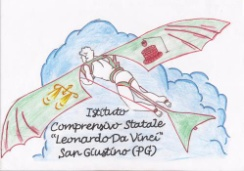 Istituto
Comprensivo Statale
"Leonardo Da Vinci"
San Giustino (PG)